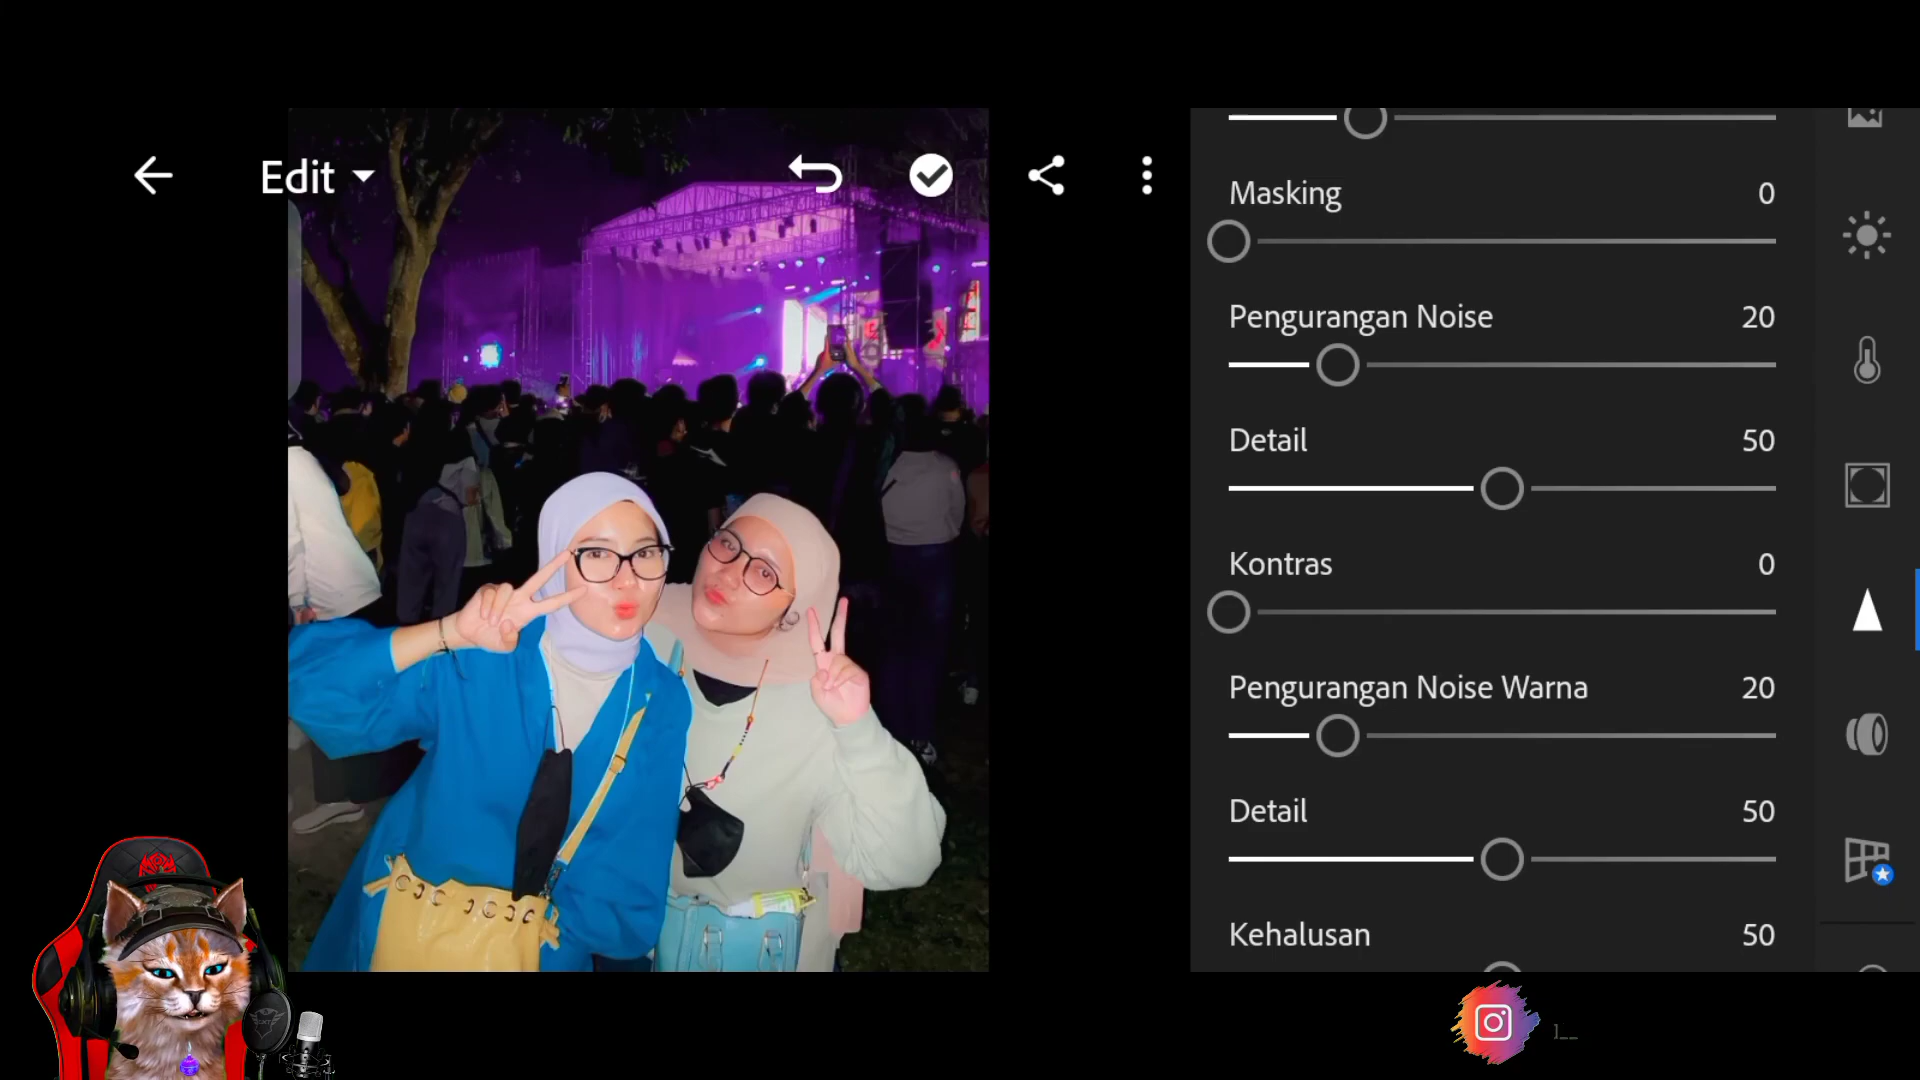 Edit
Masking 0
Pengurangan Noise 20
Detail 50
Kontras 0
Pengurangan Noise Warna 20
Detail 50
Kehalusan 50